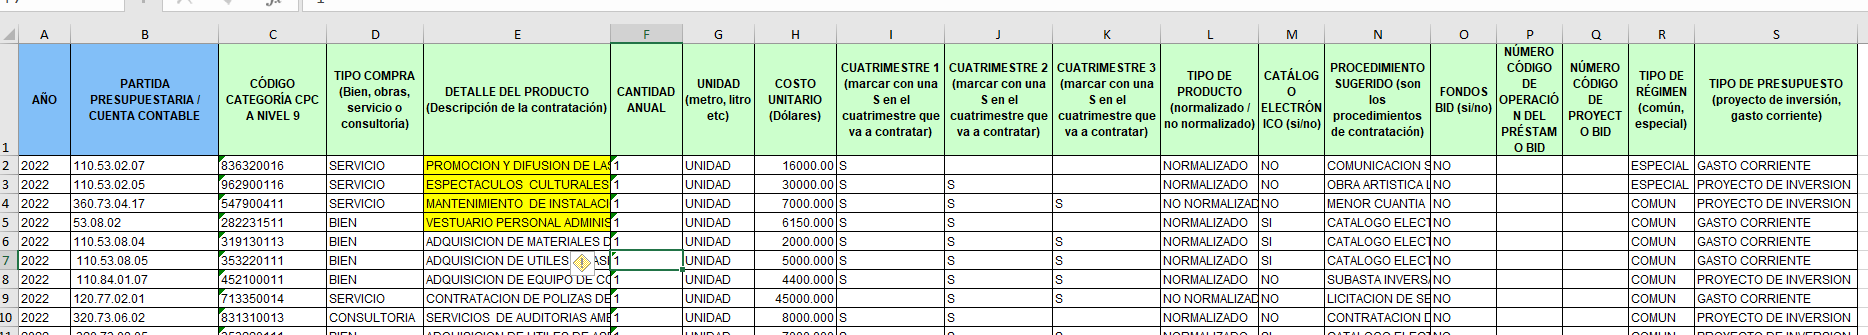 A B C D E F G H I J K L M N O P Q R S
1 AÑO PARTIDA PRESUPUESTARIA / CUENTA CONTABLE CÓDIGO CATEGORÍA CPC A NIVEL 9 TIPO COMPRA (Bien, obras, servicio o consultoría) DETALLE DEL PRODUCTO (Descripción de la contratación) CANTIDAD ANUAL UNIDAD (metro, litro etc) COSTO UNITARIO (Dólares) CUATRIMESTRE 1 (marcar con una S en el cuatrimestre que va a contratar) CUATRIMESTRE 2 (marcar con una S en el cuatrimestre que va a contratar) CUATRIMESTRE 3 (marcar con una S en el cuatrimestre que va a contratar) TIPO DE PRODUCTO (normalizado / no normalizado) CATÁLOG O ELECTRÓN ICO (si/no) PROCEDIMIENTO SUGERIDO (son los procedimientos de contratación) FONDOS BID (si/no) NÚMERO CÓDIGO DE OPERACIÓ N DEL PRÉSTAM O BID NÚMERO CÓDIGO DE PROYECT O BID TIPO DE RÉGIMEN (común, especial) TIPO DE PRESUPUESTO (proyecto de inversión, gasto corriente)
2 2022 110.53.02.07 836320016 SERVICIO PROMOCION Y DIFUSION DE LAS 1 UNIDAD 16000.00 S NORMALIZADO NO COMUNICACION S NO ESPECIAL GASTO CORRIENTE
3 2022 110.53.02.05 962900116 SERVICIO ESPECTACULOS CULTURALES 1 UNIDAD 30000.00 S S NORMALIZADO NO OBRA ARTISTICA L NO ESPECIAL PROYECTO DE INVERSION
4 2022 360.73.04.17 547900411 SERVICIO MANTENIMIENTO DE INSTALACI 1 UNIDAD 7000.000 S S S NO NORMALIZAD NO MENOR CUANTIA NO COMUN PROYECTO DE INVERSION
5 2022 53.08.02 282231511 BIEN VESTUARIO PERSONAL ADMINIS 1 UNIDAD 6150.000 S S NORMALIZADO SI CATALOGO ELECT NO COMUN GASTO CORRIENTE
6 2022 110.53.08.04 319130113 BIEN ADQUISICION DE MATERIALES D 1 UNIDAD 2000.000 S S S NORMALIZADO SI CATALOGO ELECT NO COMUN GASTO CORRIENTE
7 2022 110.53.08.05 353220111 BIEN ADQUISICION DE UTILES 1 UNIDAD 5000.000 S S S NORMALIZADO SI CATALOGO ELECT NO COMUN GASTO CORRIENTE
8 2022 110.84.01.07 452100011 BIEN ADQUISICION DE EQUIPO DE CO 1 UNIDAD 4400.000 S S S NORMALIZADO NO SUBASTA INVERSA NO COMUN PROYECTO DE INVERSION
9 2022 120.77.02.01 713350014 SERVICIO CONTRATACION DE POLIZAS DE 1 UNIDAD 45000.000 S S NO NORMALIZAD NO LICITACION DE SE NO COMUN GASTO CORRIENTE
10 2022 320.73.06.02 831310013 CONSULTORIA SERVICIOS DE AUDITORIAS AMB 1 UNIDAD 8000.000 S S S NORMALIZADO NO CONTRATACION D NO COMUN PROYECTO DE INVERSION